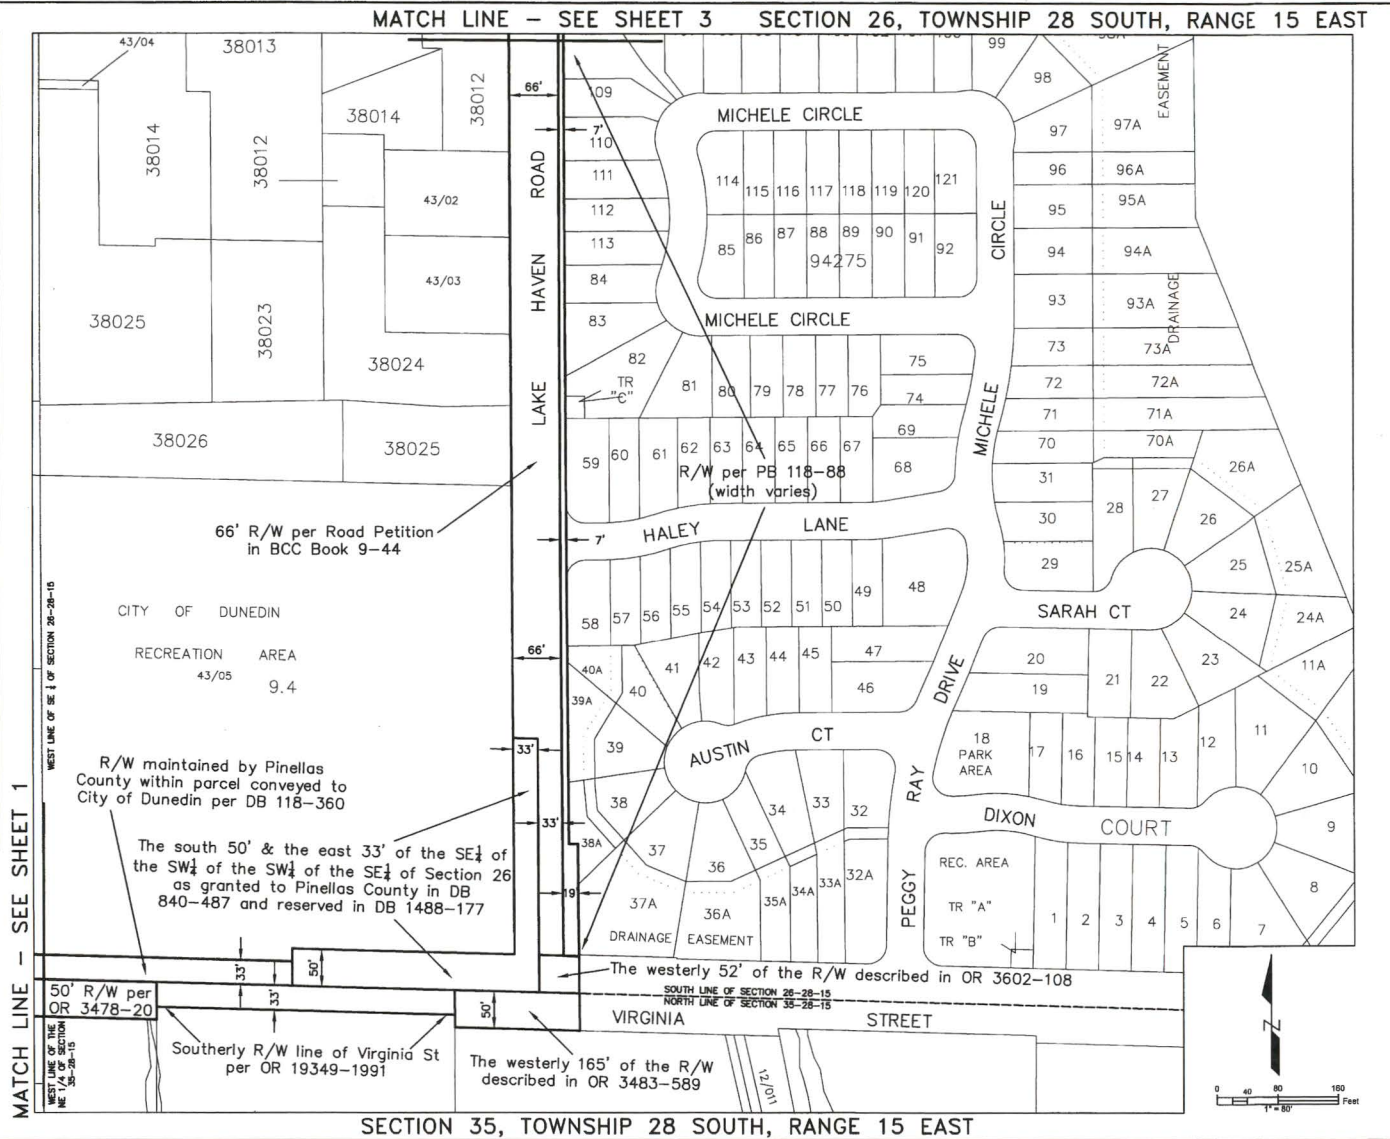 MATCH LINE – SEE SHEET 3 SECTION 26, TOWNSHIP 28 SOUTH, RANGE 15 EAST
43/04
38013
38014
38012
38014
38012
43/02
43/03
38025
38023
38024
38026
38025
66'
7'
LAKE HAVEN ROAD
99
98
109
110
111
112
113
84
83
82
TR
"C"
MICHELE CIRCLE
114
115
116
117
118
119
120
121
85
86
87
88
89
90
91
92
94275
MICHELE CIRCLE
CIRCLE
MICHELE
97
97A
EASEMENT
96
96A
95
95A
94
94A
93
93A
DRAINAGE
73
73A
72
72A
71
71A
70
70A
81
80
79
78
77
76
75
74
69
68
59
60
61
62
63
64
65
66
67
R/W per PB 118–88
(width varies)
31
30
29
28
27
26
26A
25
25A
24
24A
23
11A
66' R/W per Road Petition
in BCC Book 9–44
7'
HALEY LANE
SARAH CT
CITY OF DUNEDIN
RECREATION AREA
43/05
9.4
WEST LINE OF SE ¼ OF SECTION 26-28-15
58
57
56
55
54
53
52
51
50
49
48
66'
40A
39A
40
41
42
43
44
45
47
46
20
19
21
22
AUSTIN CT
DRIVE
RAY
PEGGY
39
38
38A
37
36
35
34
33
32
37A
36A
35A
34A
33A
32A
DRAINAGE EASEMENT
18
PARK
AREA
17
16
15
14
13
12
11
10
9
8
7
DIXON COURT
REC. AREA
TR "A"
TR "B"
1
2
3
4
5
6
33'
33'
19'
R/W maintained by Pinellas
County within parcel conveyed to
City of Dunedin per DB 118–360
The south 50' & the east 33' of the SE¼ of
the SW¼ of the SW¼ of the SE¼ of Section 26
as granted to Pinellas County in DB
840–487 and reserved in DB 1488–177
MATCH LINE – SEE SHEET 1
33'
50'
33'
50'
50' R/W per
OR 3478–20
The westerly 52' of the R/W described in OR 3602–108
SOUTH LINE OF SECTION 26-28-15
NORTH LINE OF SECTION 35-28-15
VIRGINIA STREET
WEST LINE OF THE
NE 1/4 OF SECTION
35-28-15
Southerly R/W line of Virginia St
per OR 19349–1991
The westerly 165' of the R/W
described in OR 3483–589
12/011
Z
0 40 80 160
Feet
1" = 80'
SECTION 35, TOWNSHIP 28 SOUTH, RANGE 15 EAST